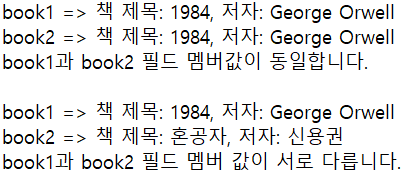 book1 => 책 제목: 1984, 저자: George Orwell
book2 => 책 제목: 1984, 저자: George Orwell
book1과 book2 필드 멤버값이 동일합니다.
book1 => 책 제목: 1984, 저자: George Orwell
book2 => 책 제목: 혼공자, 저자: 신용권
book1과 book2 필드 멤버 값이 서로 다릅니다.